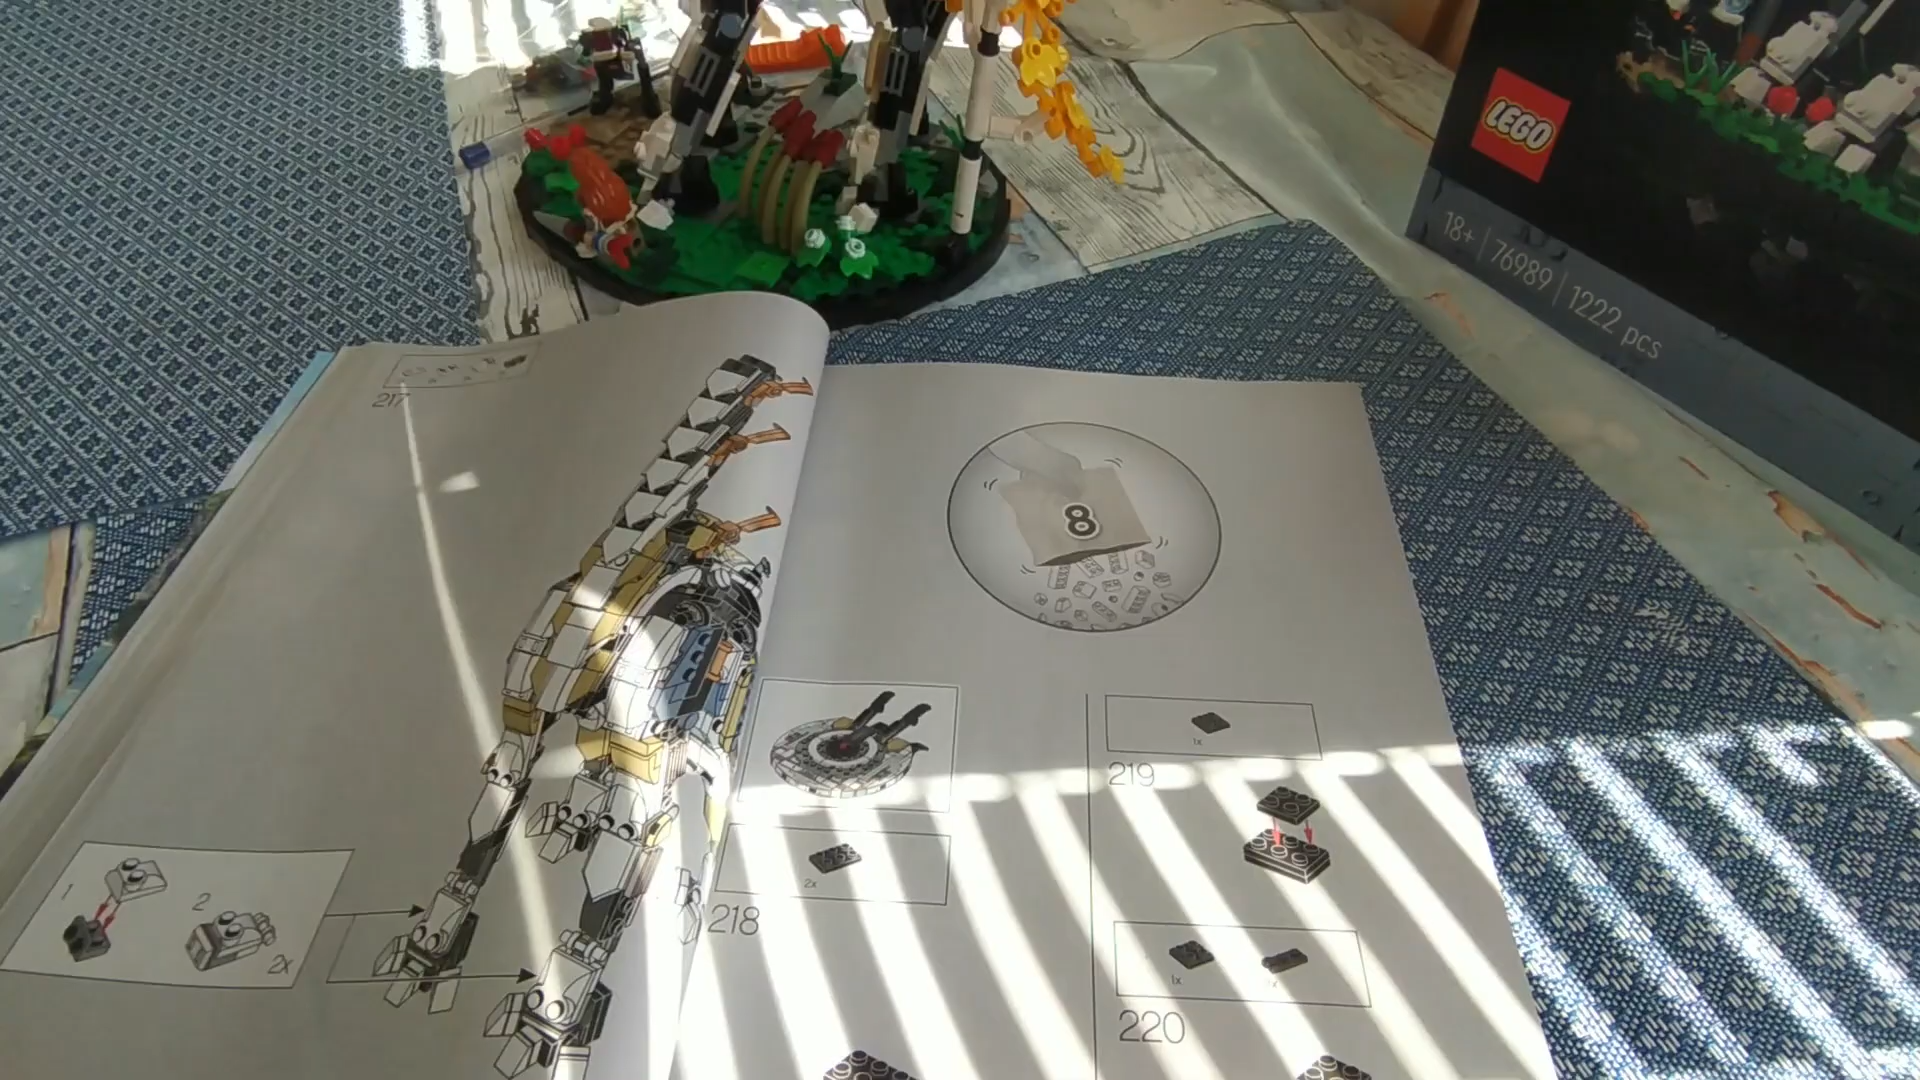 LEGO
18+ | 76989 | 1222 pcs
217
8
1
2
2x
2x
218
1x
219
1x
220